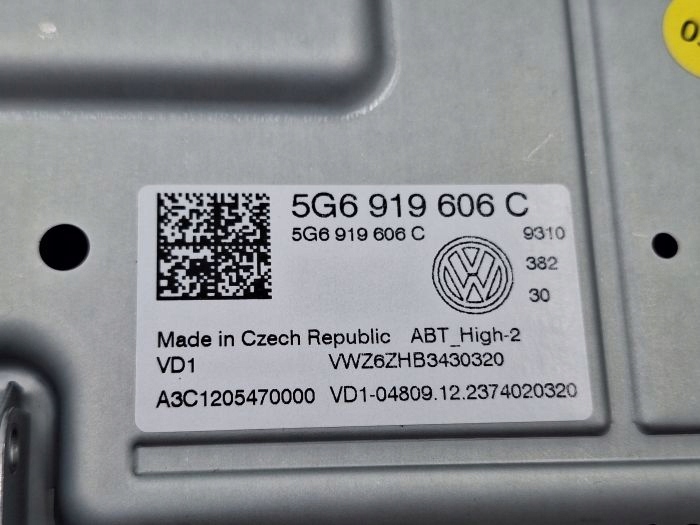 5G6 919 606 C
5G6 919 606 C
9310
382
30
Made in Czech Republic ABT_High-2
VD1 VWZ6ZHB3430320
A3C1205470000 VD1-04809.12.2374020320